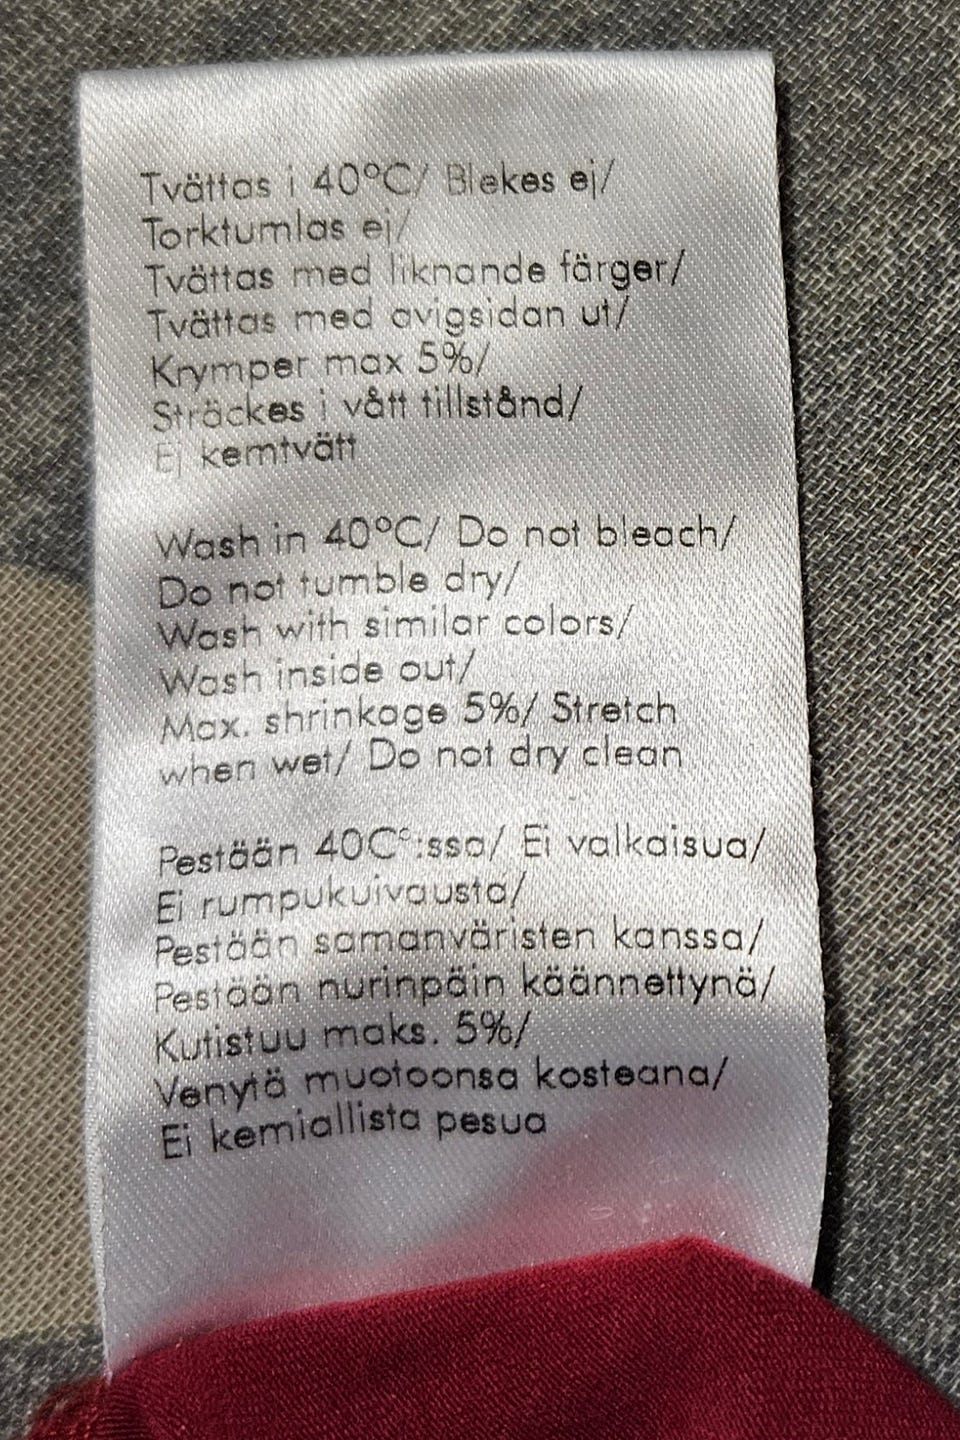 Tvättas i 40°C/ Blekes ej/
Torktumlas ej/
Tvättas med liknande färger/
Tvättas med avigsidan ut/
Krymper max 5%/
Sträckes i vått tillstånd/
Ej kemtvätt
Wash in 40°C/ Do not bleach/
Do not tumble dry/
Wash with similar colors/
Wash inside out/
Max. shrinkage 5%/ Stretch
when wet/ Do not dry clean
Pestään 40C°:ssa/ Ei valkaisua/
Ei rumpukuivausta/
Pestään samanväristen kanssa/
Pestään nurinpäin käännettynä/
Kutistuu maks. 5%/
Venytä muotoonsa kosteana/
Ei kemiallista pesua